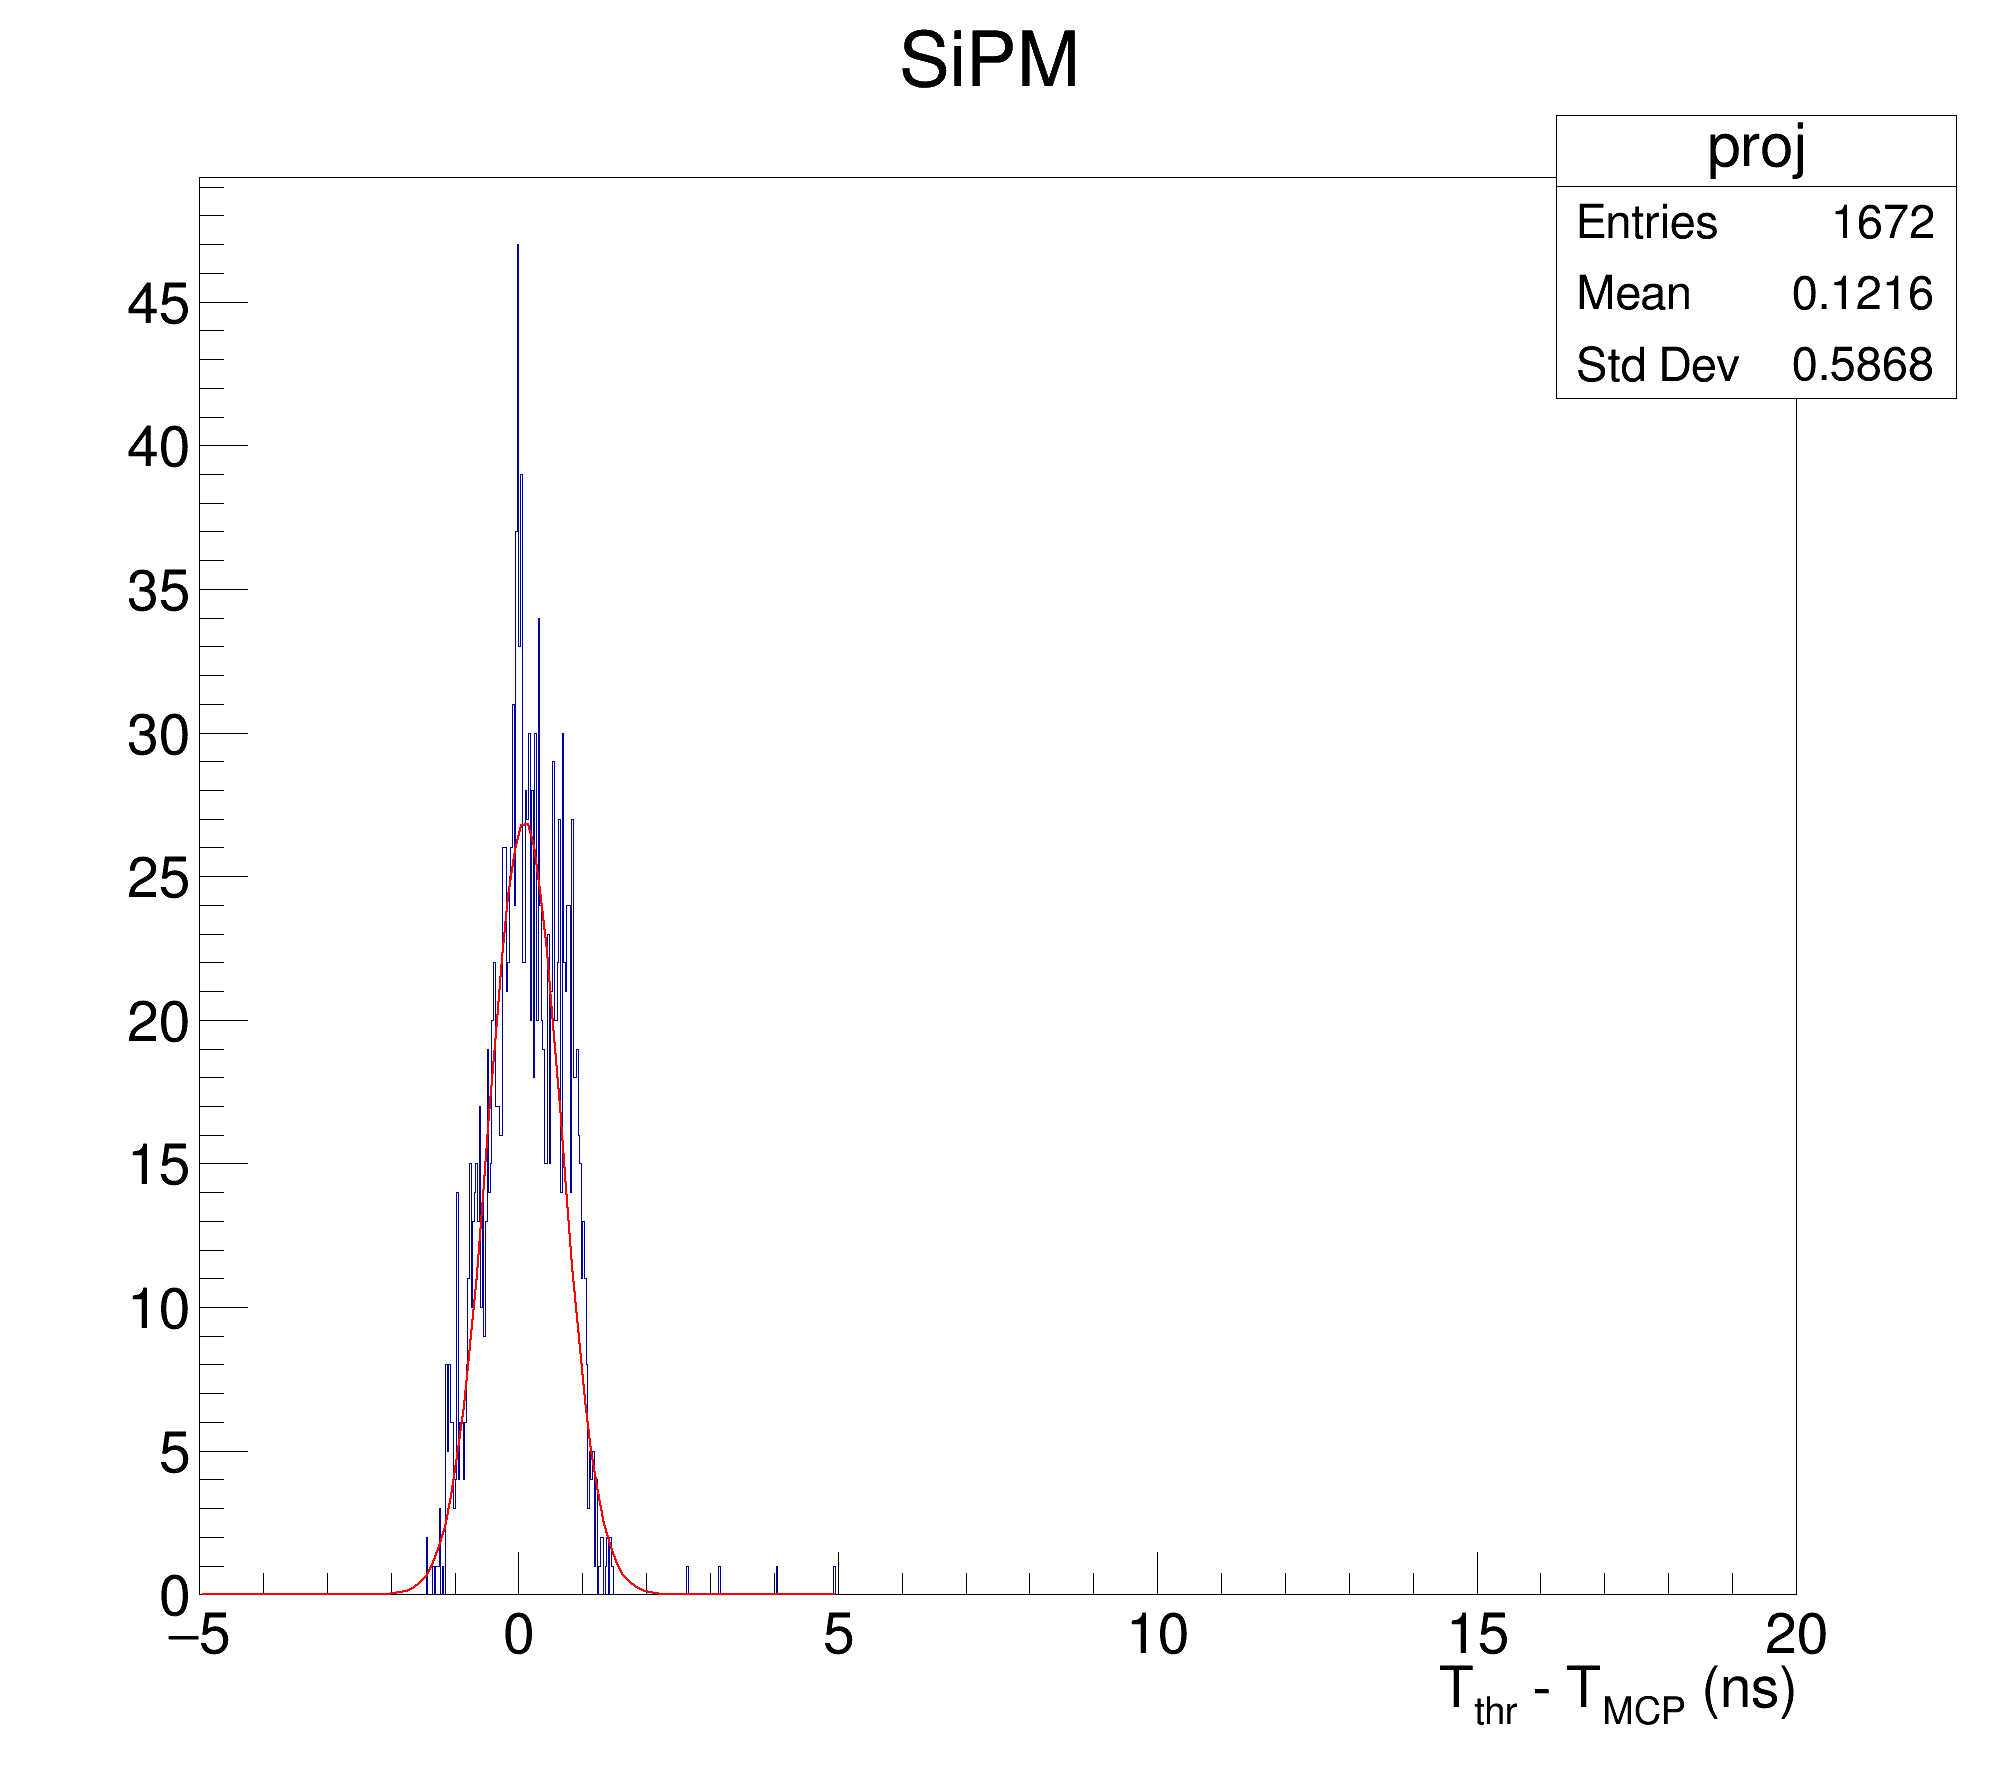 SiPM
proj
Entries 1672
Mean 0.1216
Std Dev 0.5868
45
40
35
30
25
20
15
10
5
0
−5 0 5 10 15 20
T_thr - T_MCP (ns)